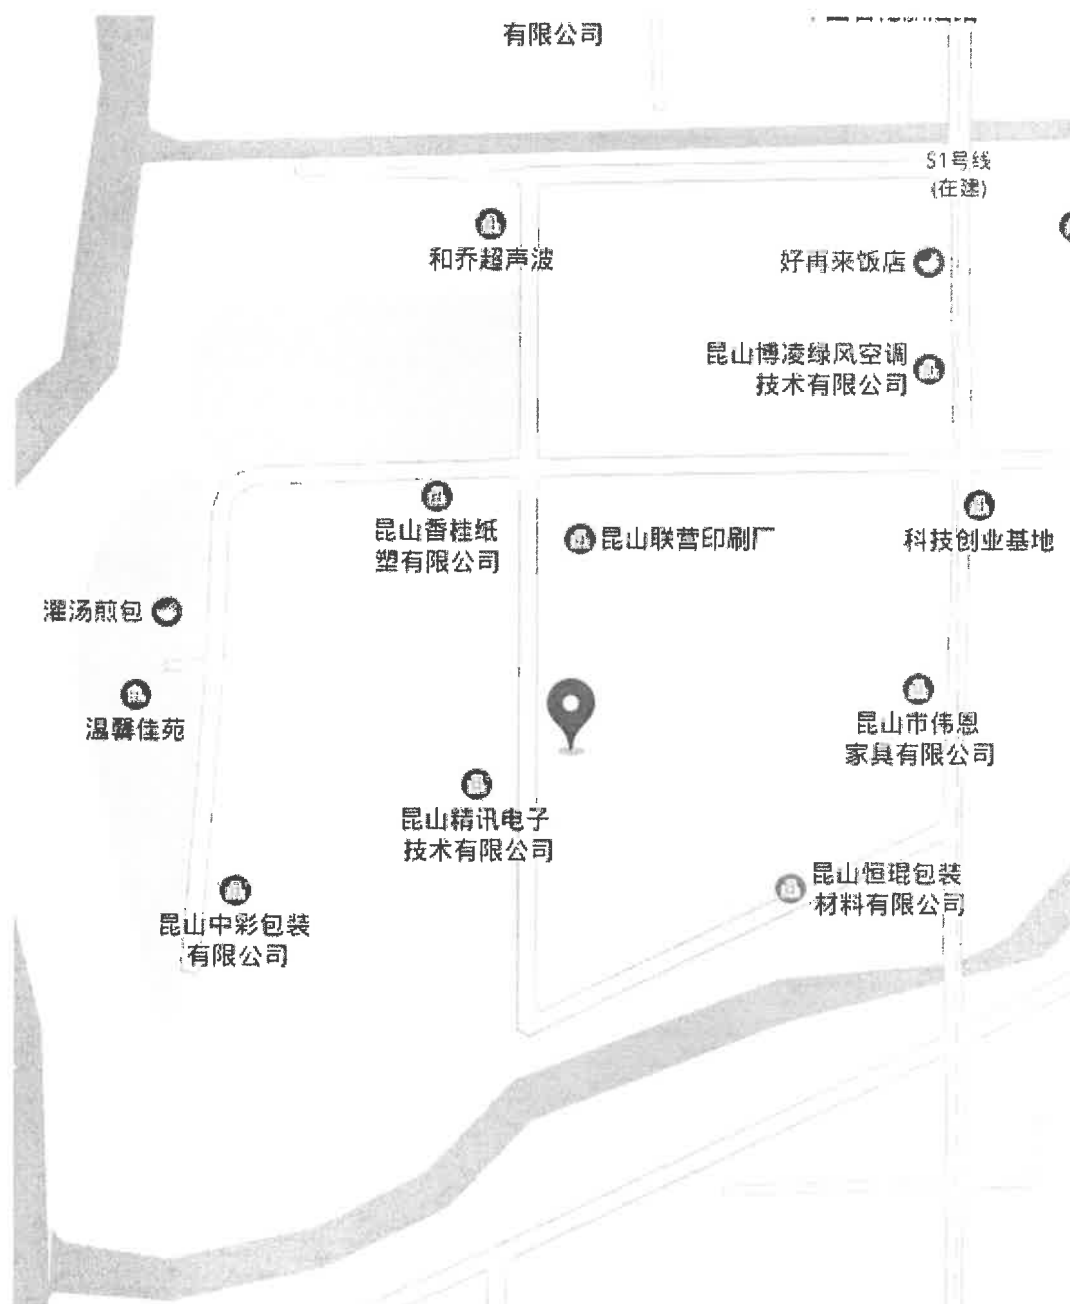 有限公司
S1号线
(在建)
和乔超声波
好再来饭店
昆山博凌绿风空调
技术有限公司
昆山香桂纸
塑有限公司
昆山联营印刷厂
科技创业基地
灌汤煎包
温馨佳苑
昆山市伟恩
家具有限公司
昆山精讯电子
技术有限公司
昆山恒琨包装
材料有限公司
昆山中彩包装
有限公司